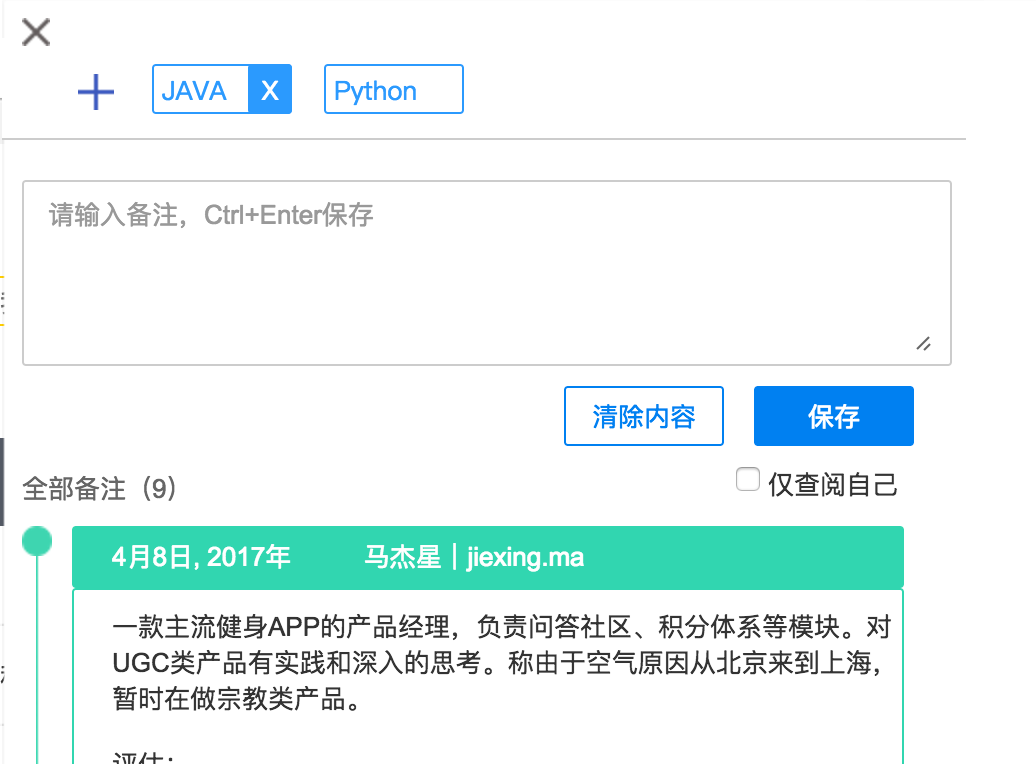 JAVA X Python
请输入备注，Ctrl+Enter保存
清除内容 保存
全部备注（9） 仅查阅自己
4月8日, 2017年 马杰星｜jiexing.ma
一款主流健身APP的产品经理，负责问答社区、积分体系等模块。对
UGC类产品有实践和深入的思考。称由于空气原因从北京来到上海，
暂时在做宗教类产品。
评估：